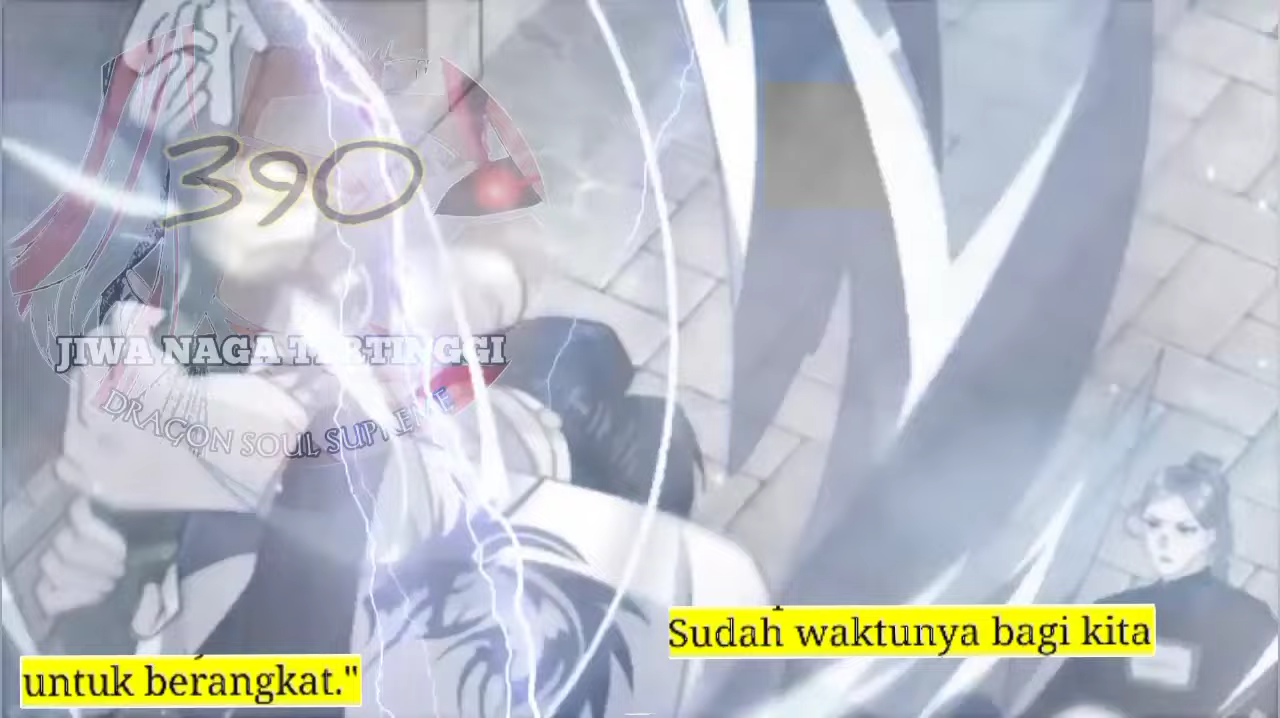 390
JIWA NAGA TERTINGGI
DRAGON SOUL SUPREME
Sudah waktunya bagi kita
untuk berangkat."